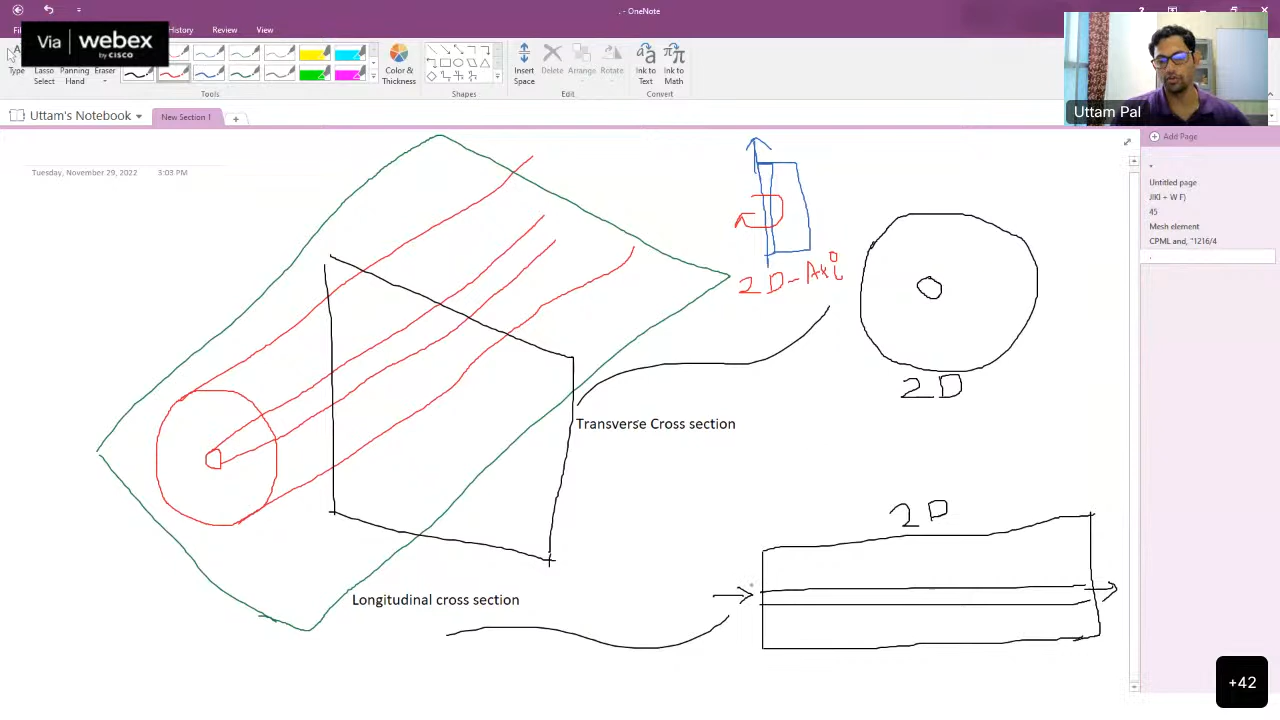 . - OneNote
Via webex
by CISCO
History Review View
Type
Lasso Select
Panning Hand
Eraser
Color & Thickness
Insert Space
Delete
Arrange
Rotate
Ink to Text
Ink to Math
Tools
Shapes
Edit
Convert
Uttam Pal
Uttam's Notebook
New Section 1
Add Page
Tuesday, November 29, 2022 3:03 PM
Untitled page
JIKI + W F)
45
Mesh element
CPML and, "1216/4
2D-Axi
2D
Transverse Cross section
2D
Longitudinal cross section
+42